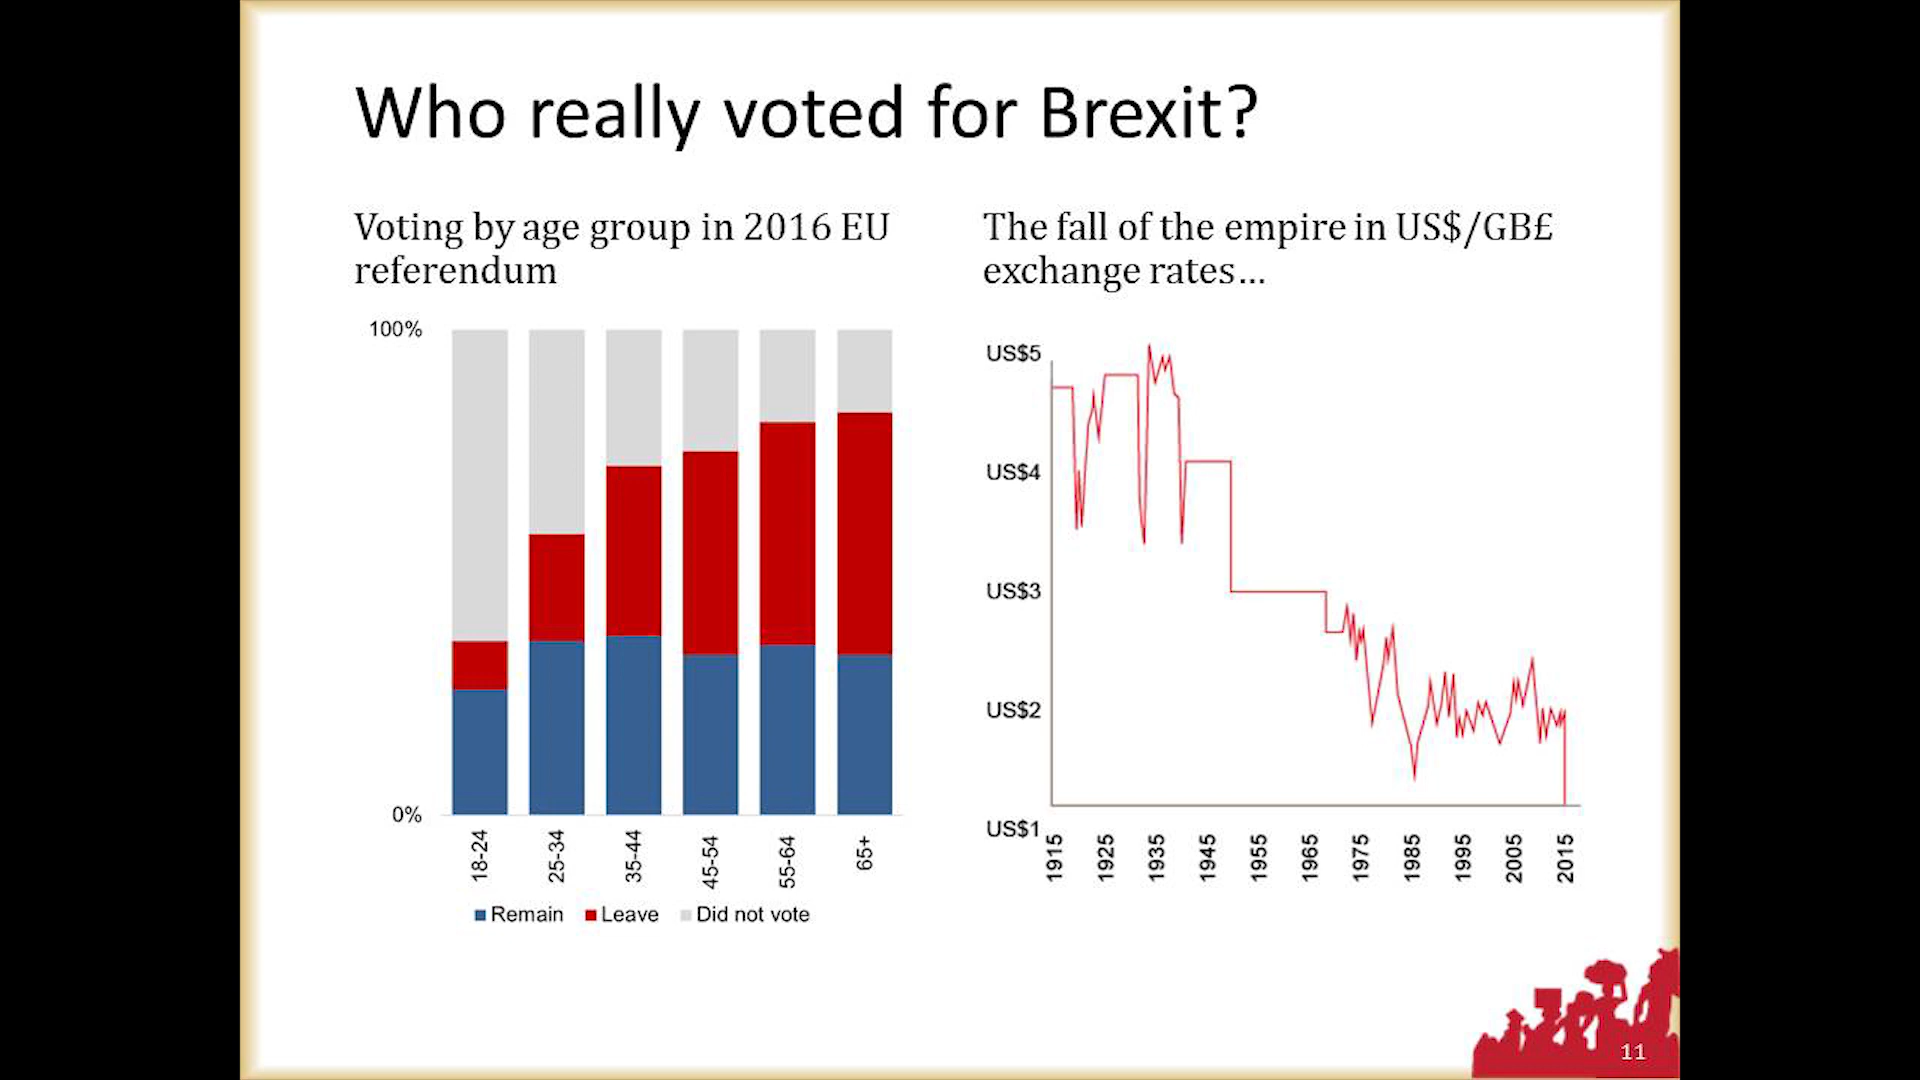 Who really voted for Brexit?
Voting by age group in 2016 EU
referendum
100%
0%
18-24
25-34
35-44
45-54
55-64
65+
Remain
Leave
Did not vote
The fall of the empire in US$/GB£
exchange rates…
US$5
US$4
US$3
US$2
US$1
1915
1925
1935
1945
1955
1965
1975
1985
1995
2005
2015
11